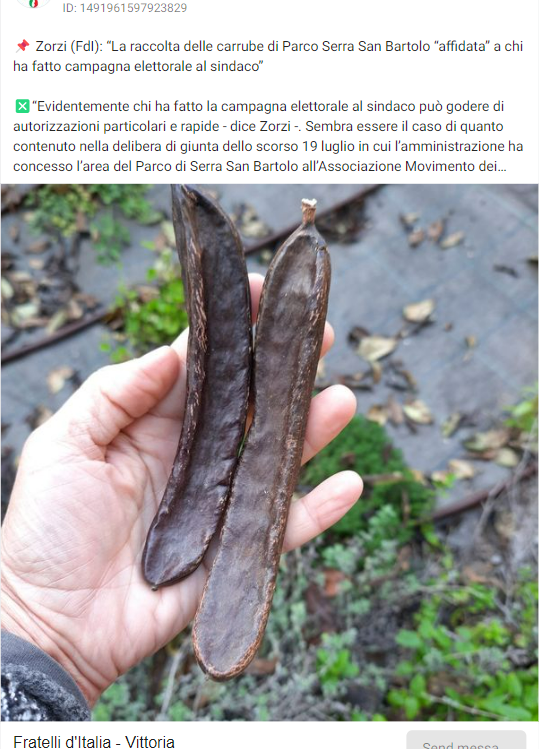 ID: 1491961597923829
📌 Zorzi (FdI): “La raccolta delle carrube di Parco Serra San Bartolo “affidata” a chi
ha fatto campagna elettorale al sindaco”
❎“Evidentemente chi ha fatto la campagna elettorale al sindaco può godere di
autorizzazioni particolari e rapide - dice Zorzi -. Sembra essere il caso di quanto
contenuto nella delibera di giunta dello scorso 19 luglio in cui l’amministrazione ha
concesso l’area del Parco di Serra San Bartolo all’Associazione Movimento dei...
Fratelli d'Italia - Vittoria
Send messa...